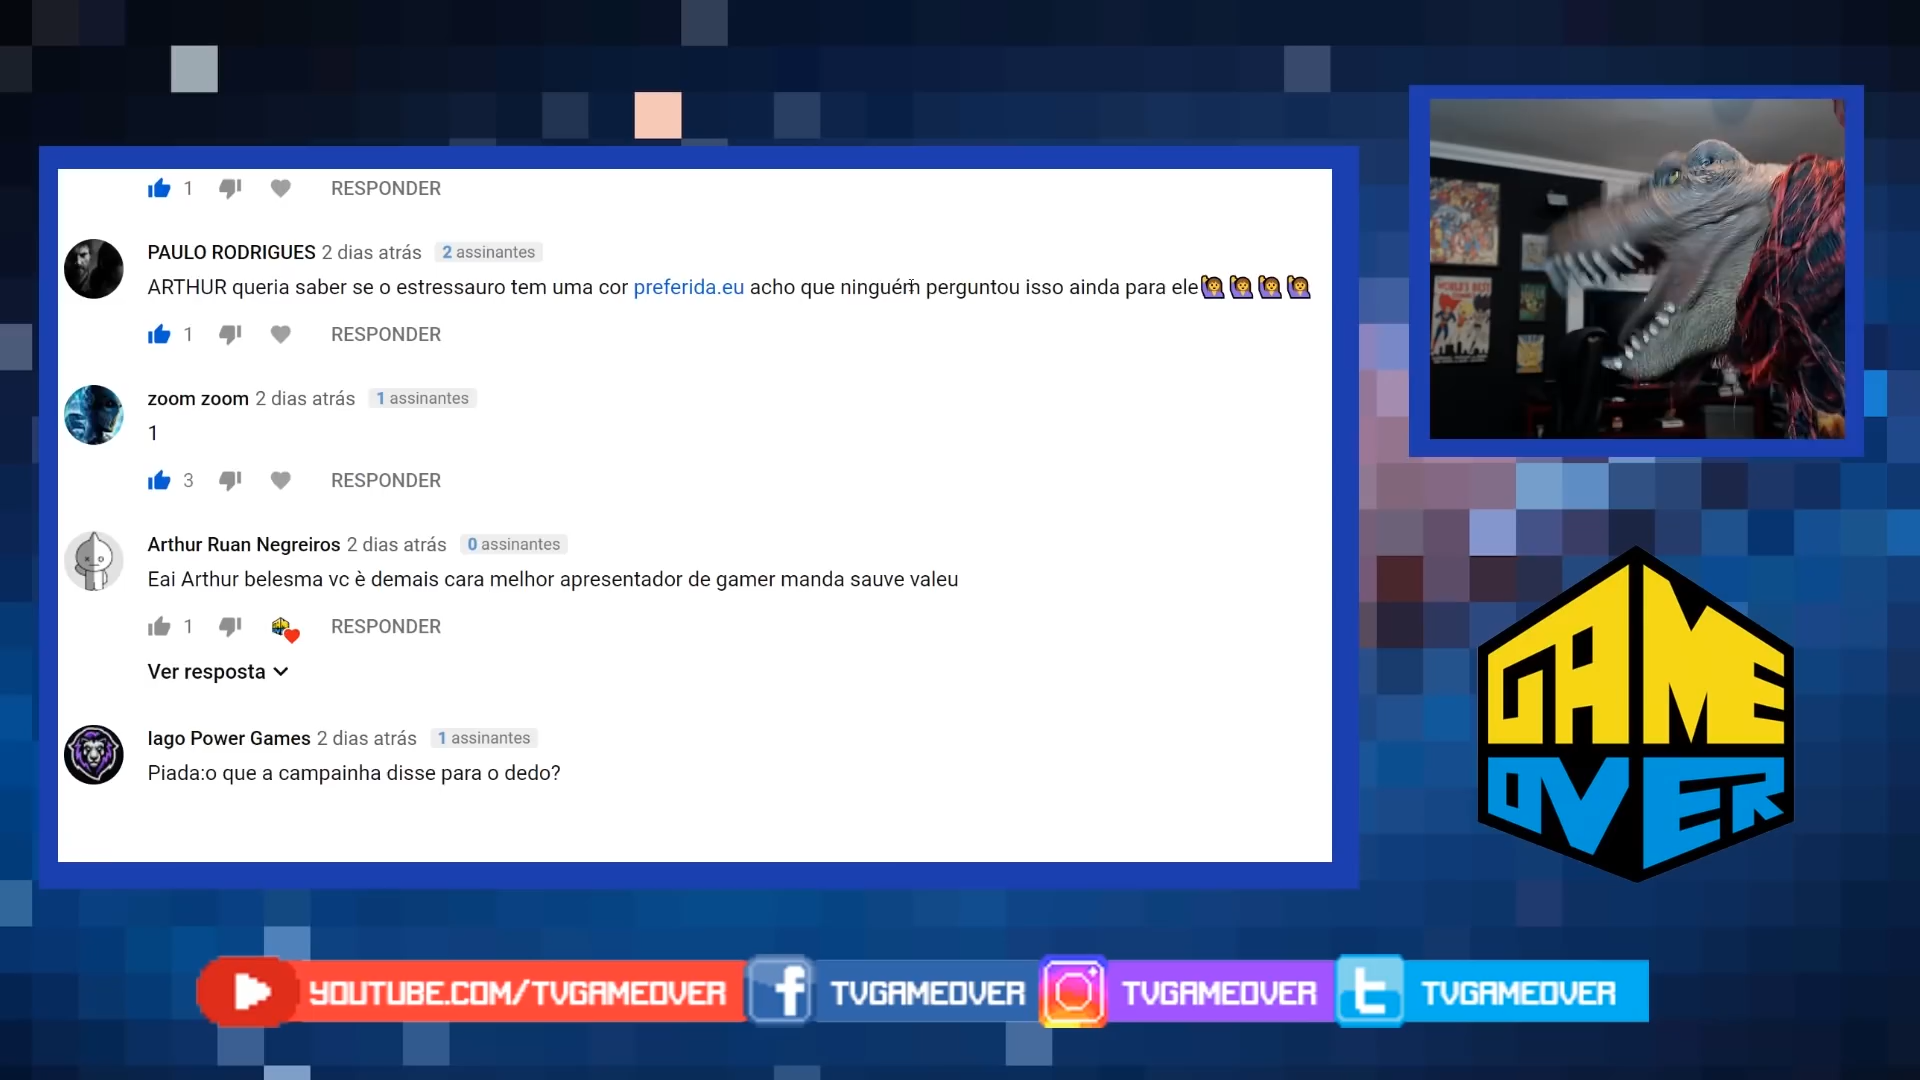 1 RESPONDER
PAULO RODRIGUES 2 dias atrás 2 assinantes
ARTHUR queria saber se o estressauro tem uma cor preferida.eu acho que ninguém perguntou isso ainda para ele🙋🙋🙋🙋
1 RESPONDER
zoom zoom 2 dias atrás 1 assinantes
1
3 RESPONDER
Arthur Ruan Negreiros 2 dias atrás 0 assinantes
Eai Arthur belesma vc è demais cara melhor apresentador de gamer manda sauve valeu
1 RESPONDER
Ver resposta
Iago Power Games 2 dias atrás 1 assinantes
Piada:o que a campainha disse para o dedo?
GAME
OVER
YOUTUBE.COM/TVGAMEOVER TVGAMEOVER TVGAMEOVER TVGAMEOVER